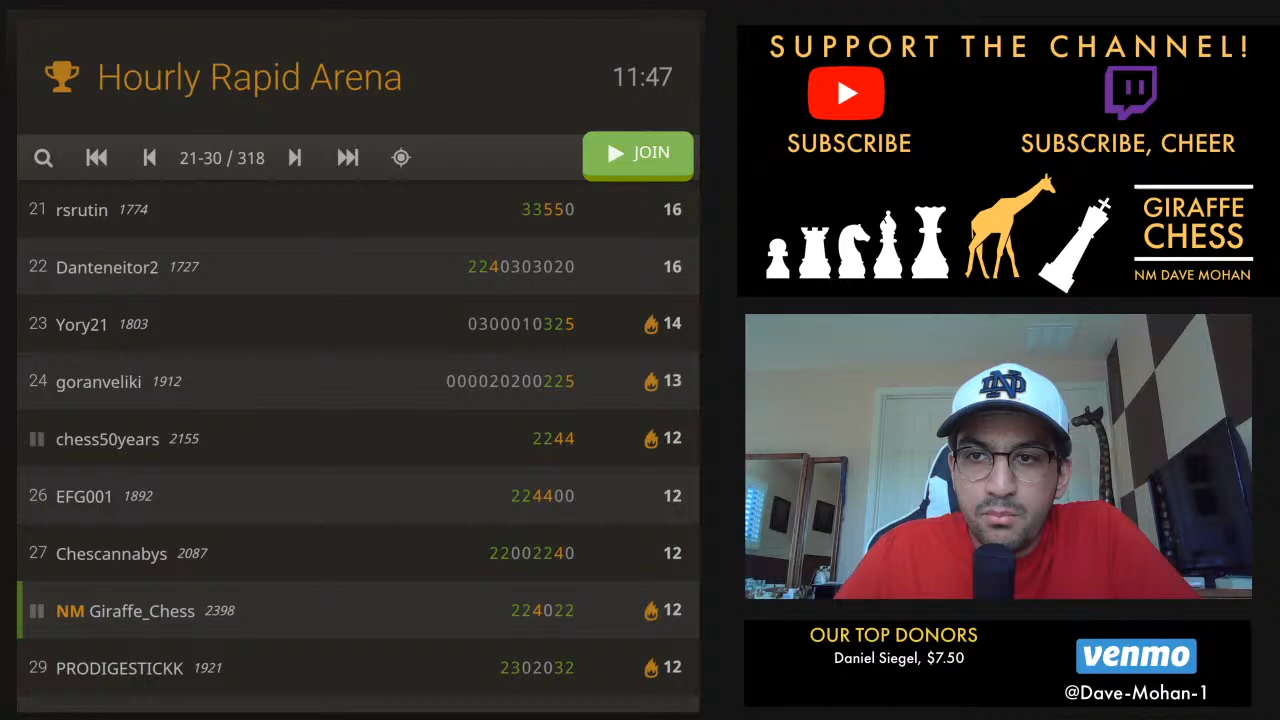 Hourly Rapid Arena 11:47
21-30 / 318 JOIN
21 rsrutin 1774 33550 16
22 Danteneitor2 1727 2240303020 16
23 Yory21 1803 0300010325 14
24 goranveliki 1912 000020200225 13
chess50years 2155 2244 12
26 EFG001 1892 224400 12
27 Chescannabys 2087 22002240 12
NM Giraffe_Chess 2398 224022 12
29 PRODIGESTICKK 1921 2302032 12
SUPPORT THE CHANNEL!
SUBSCRIBE
SUBSCRIBE, CHEER
GIRAFFE
CHESS
NM DAVE MOHAN
ND
OUR TOP DONORS
Daniel Siegel, $7.50
venmo
@Dave-Mohan-1